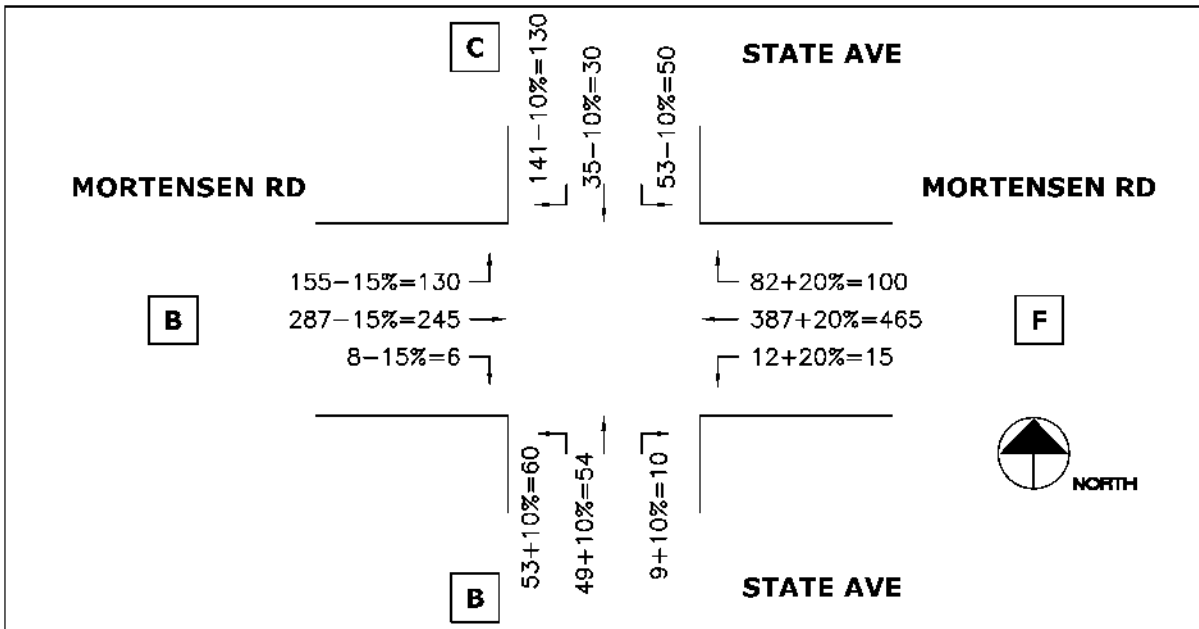 C
141-10%=130
35-10%=30
53-10%=50
STATE AVE
MORTENSEN RD
MORTENSEN RD
155-15%=130
287-15%=245
8-15%=6
B
82+20%=100
387+20%=465
12+20%=15
F
53+10%=60
49+10%=54
9+10%=10
NORTH
B
STATE AVE